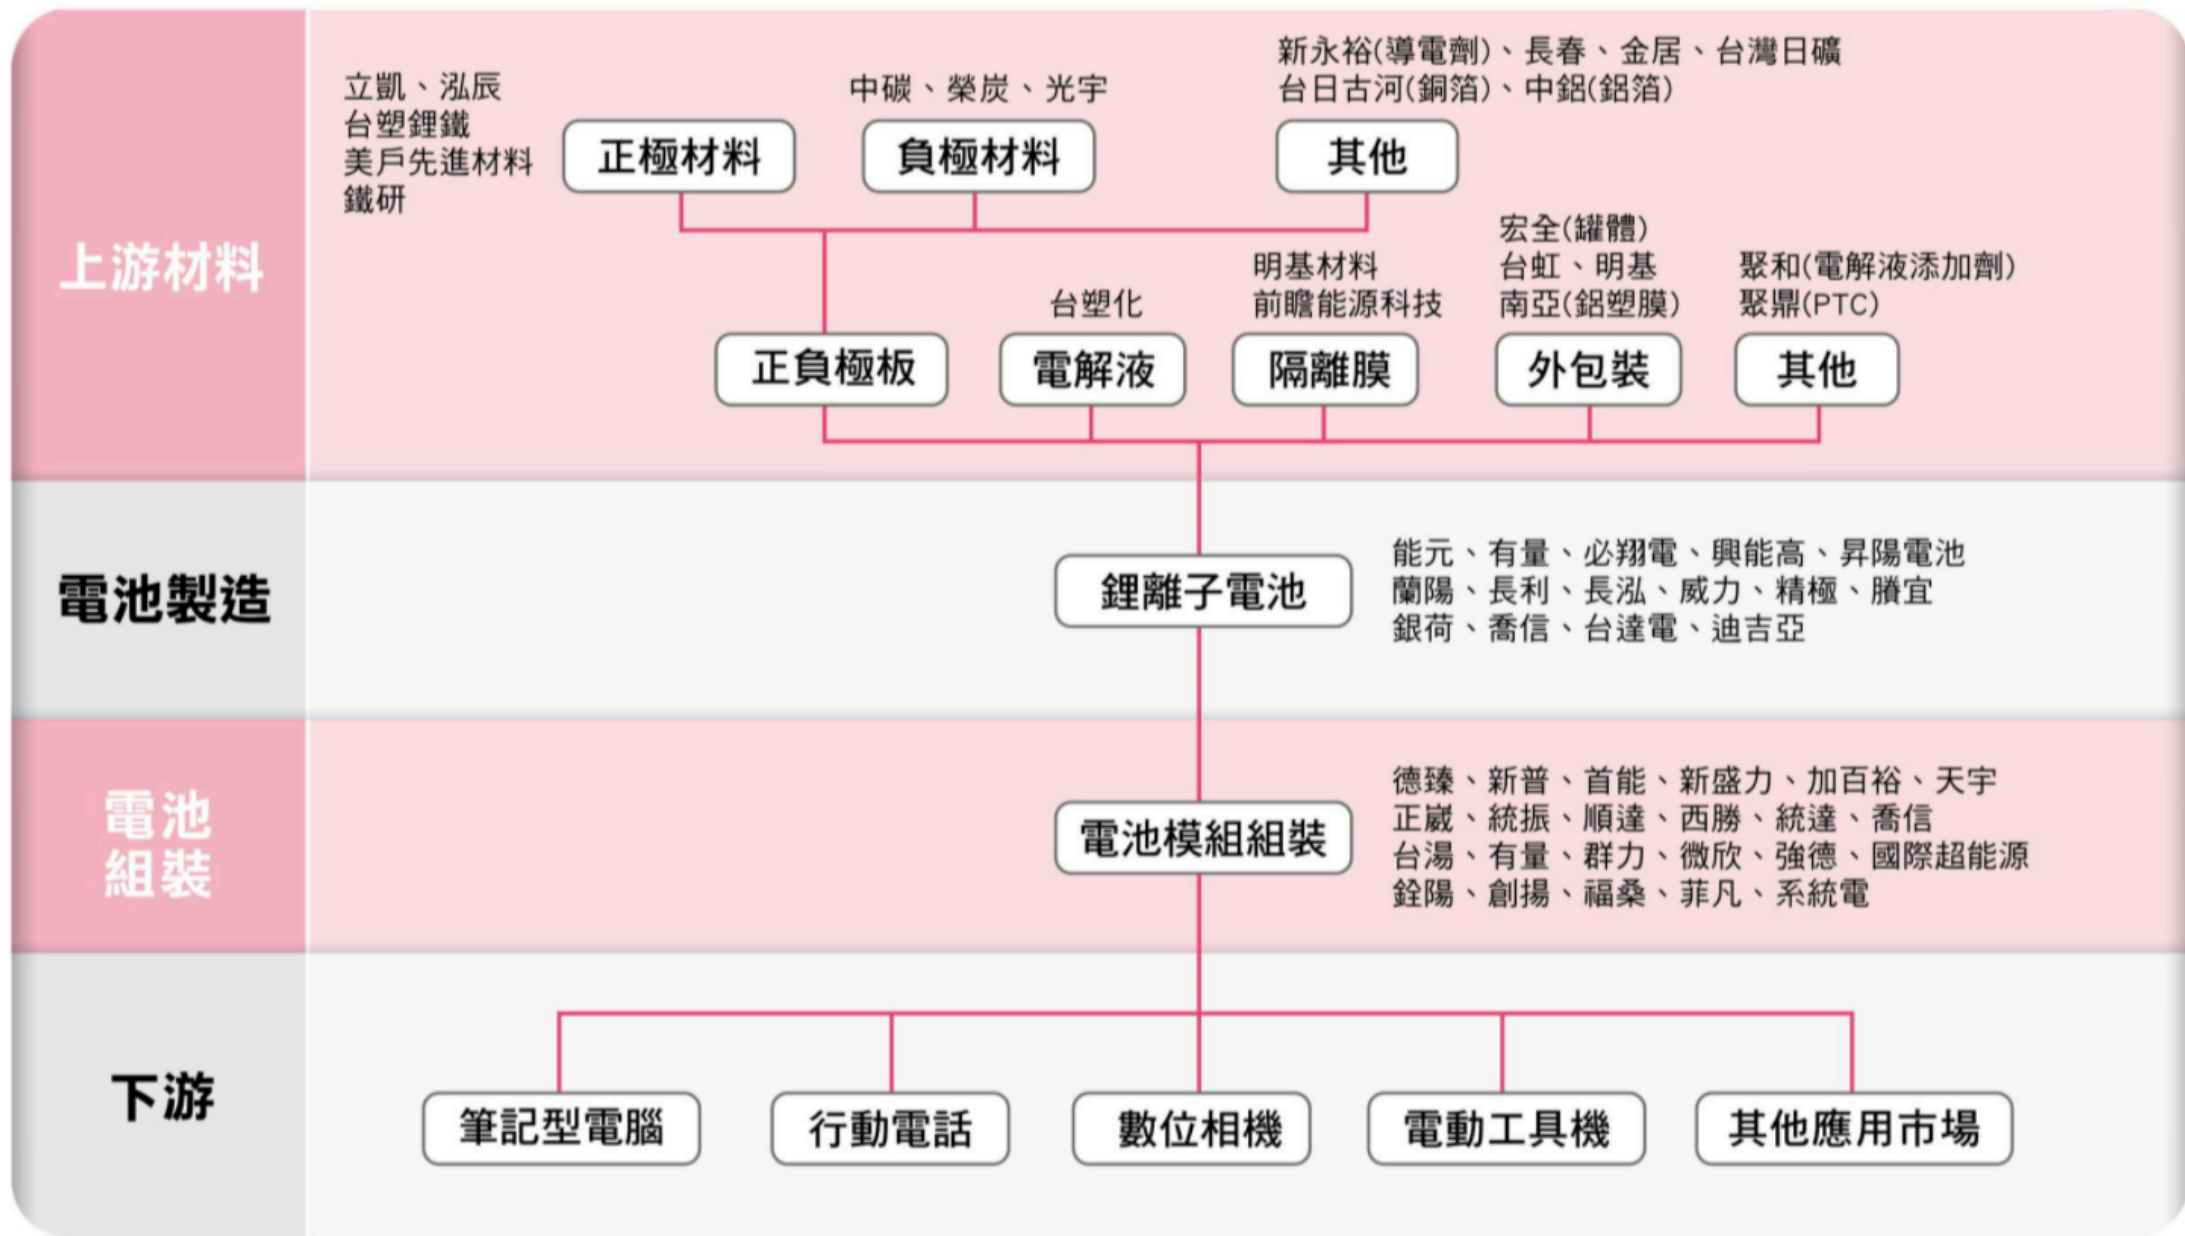 上游材料
立凱、泓辰
台塑鋰鐵
美戶先進材料
鐵研
正極材料
中碳、榮炭、光宇
負極材料
新永裕(導電劑)、長春、金居、台灣日礦
台日古河(銅箔)、中鋁(鋁箔)
其他
正負極板
台塑化
電解液
明基材料
前瞻能源科技
隔離膜
宏全(罐體)
台虹、明基
南亞(鋁塑膜)
外包裝
聚和(電解液添加劑)
聚鼎(PTC)
其他
電池製造
鋰離子電池
能元、有量、必翔電、興能高、昇陽電池
蘭陽、長利、長泓、威力、精極、賸宜
銀荷、喬信、台達電、迪吉亞
電池
組裝
電池模組組裝
德臻、新普、首能、新盛力、加百裕、天宇
正崴、統振、順達、西勝、統達、喬信
台湯、有量、群力、微欣、強德、國際超能源
銓陽、創揚、福桑、菲凡、系統電
下游
筆記型電腦
行動電話
數位相機
電動工具機
其他應用市場